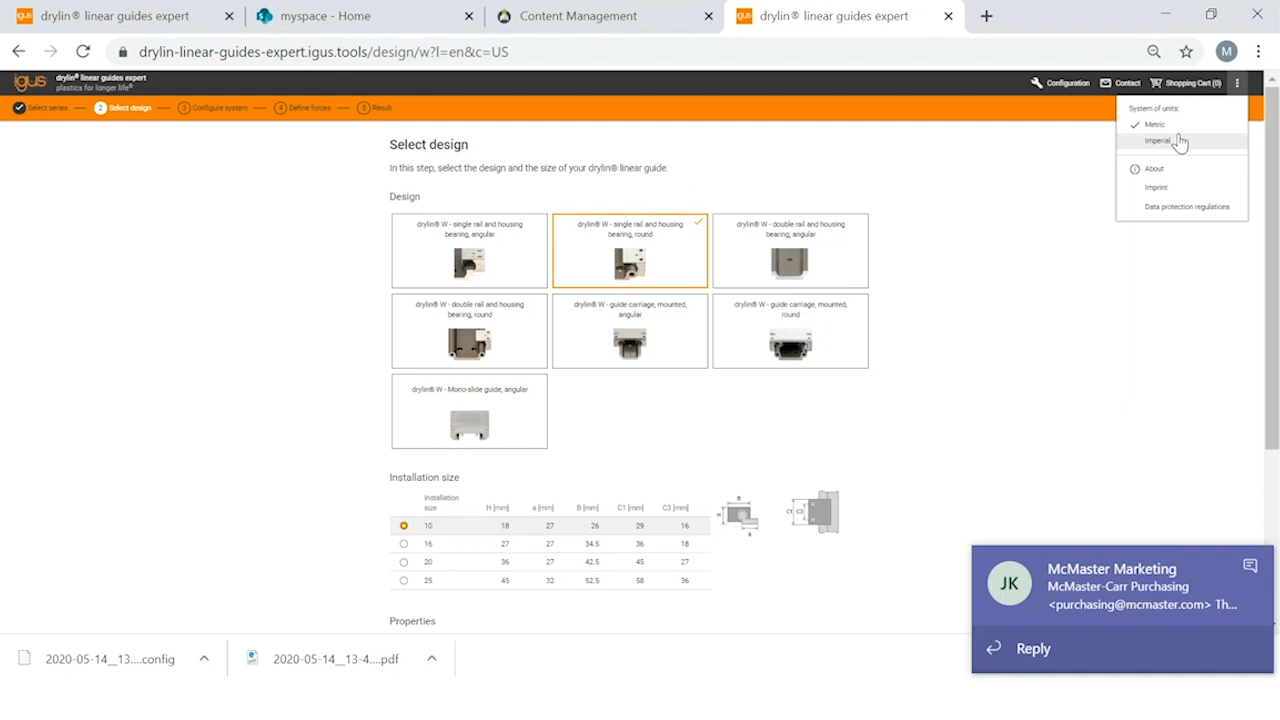 drylin® linear guides expert
myspace - Home
Content Management
drylin® linear guides expert
drylin-linear-guides-expert.igus.tools/design/w?l=en&c=US
M
igus
drylin® linear guides expert
plastics for longer life®
Configuration
Contact
Shopping Cart (0)
Select series
2 Select design
3 Configure system
4 Define forces
5 Result
System of units:
Metric
Imperial
About
Imprint
Data protection regulations
Select design
In this step, select the design and the size of your drylin® linear guide.
Design
drylin® W - single rail and housing
bearing, angular
drylin® W - single rail and housing
bearing, round
drylin® W - double rail and housing
bearing, angular
drylin® W - double rail and housing
bearing, round
drylin® W - guide carriage, mounted,
angular
drylin® W - guide carriage, mounted,
round
drylin® W - Mono-slide guide, angular
Installation size
Installation
size H [mm] a [mm] B [mm] C1 [mm] C3 [mm]
10 18 27 26 29 16
16 27 27 34.5 36 18
20 36 27 42.5 45 27
25 45 32 52.5 58 36
B
H
a
C1 C3
Properties
JK
McMaster Marketing
McMaster-Carr Purchasing
<purchasing@mcmaster.com> Th...
Reply
2020-05-14__13....config
2020-05-14__13-4....pdf